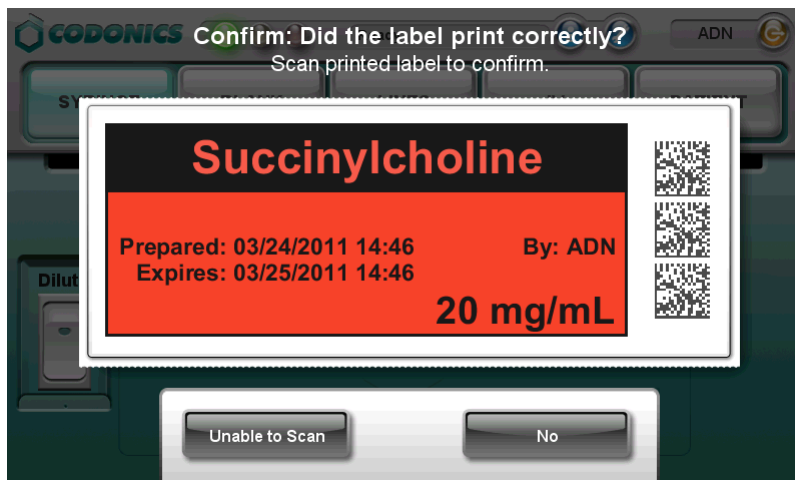 CODONICS
Confirm: Did the label print correctly?
ADN
Scan printed label to confirm.
Succinylcholine
Prepared: 03/24/2011 14:46 By: ADN
Expires: 03/25/2011 14:46
20 mg/mL
Unable to Scan
No